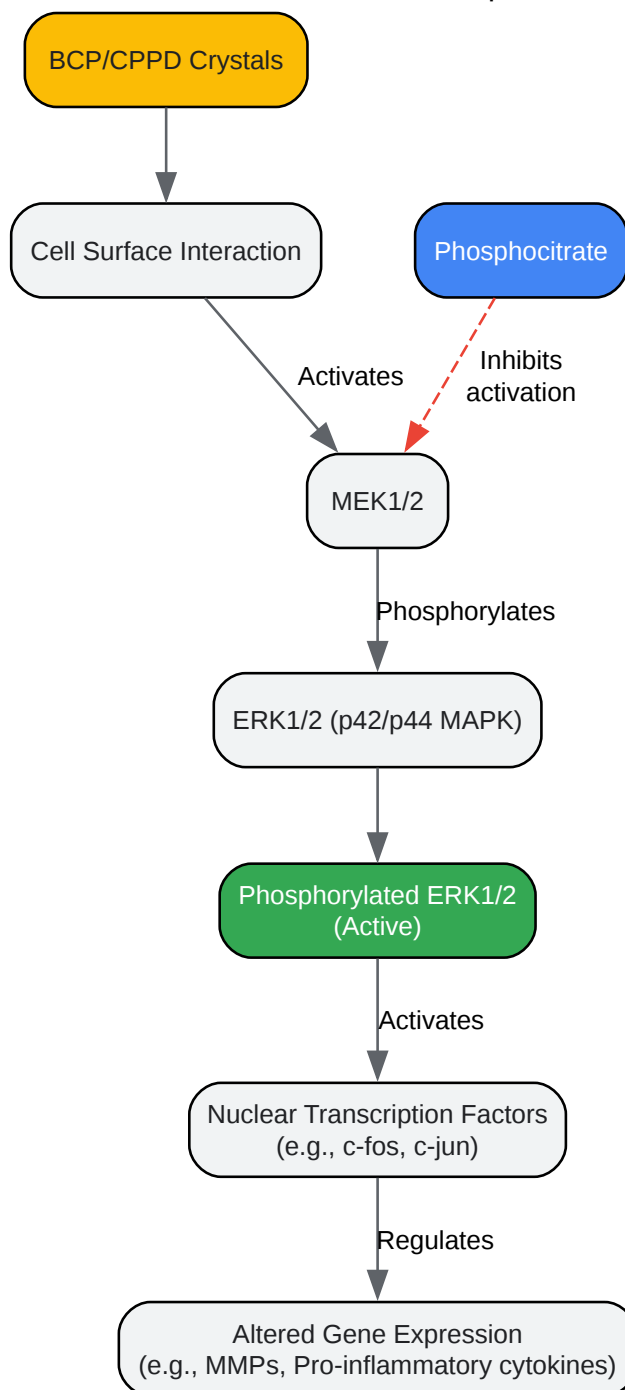 BCP/CPPD Crystals
Cell Surface Interaction
Phosphocitrate
Activates
Inhibits
activation
MEK1/2
Phosphorylates
ERK1/2 (p42/p44 MAPK)
Phosphorylated ERK1/2
(Active)
Activates
Nuclear Transcription Factors
(e.g., c-fos, c-jun)
Regulates
Altered Gene Expression
(e.g., MMPs, Pro-inflammatory cytokines)